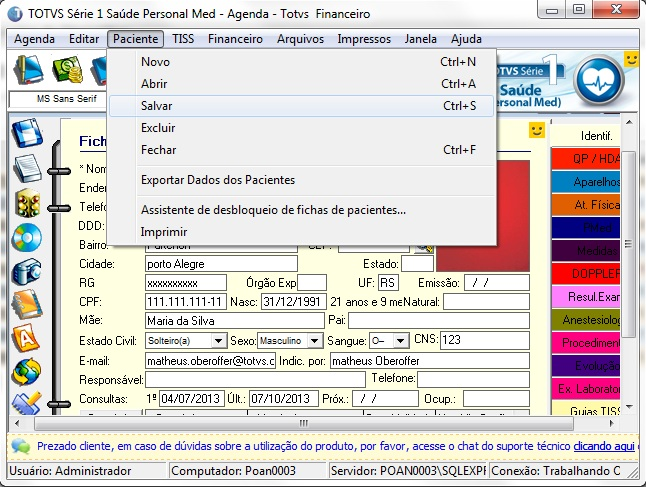 TOTVS Série 1 Saúde Personal Med - Agenda - Totvs Financeiro
Agenda Editar Paciente TISS Financeiro Arquivos Impressos Janela Ajuda
Novo Ctrl+N
Abrir Ctrl+A
Salvar Ctrl+S
Excluir
Fechar Ctrl+F
Exportar Dados dos Pacientes
Assistente de desbloqueio de fichas de pacientes...
Imprimir
MS Sans Serif
TOTVS Série 1
Saúde
Personal Med)
Fich
* Nom
Ender
Telefo
DDD:
Bairro:
Cidade: porto Alegre Estado:
RG xxxxxxxxxx Órgão Exp UF: RS Emissão: / /
CPF: 111.111.111-11 Nasc: 31/12/1991 21 anos e 9 me Natural:
Mãe: Maria da Silva Pai:
Estado Civil: Solteiro(a) Sexo: Masculino Sangue: O- CNS: 123
E-mail: matheus.oberoffer@totvs.c Indic. por: matheus Oberoffer
Responsável: Telefone:
Consultas: 1ª 04/07/2013 Últ.: 07/10/2013 Próx.: / / Ocup.:
Identif.
QP / HDA
Aparelhos
At. Física
PMed
Medidas
DOPPLER
Resul.Exam
Anestesiolog
Procediment
Evolução
Ex. Laborator
Guias TISS
Prezado cliente, em caso de dúvidas sobre a utilização do produto, por favor, acesse o chat do suporte técnico clicando aqui e
Usuário: Administrador Computador: Poan0003 Servidor: POAN0003\SQLEXPF Conexão: Trabalhando O